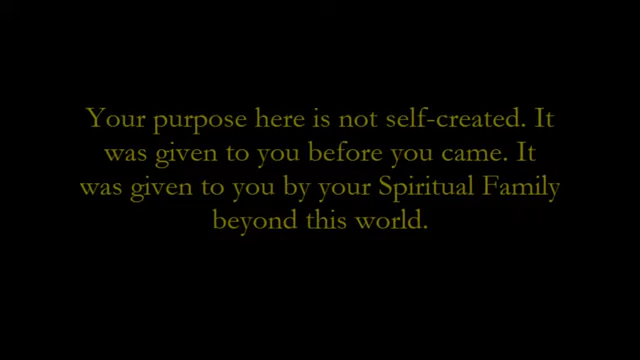 Your purpose here is not self-created. It
was given to you before you came. It
was given to you by your Spiritual Family
beyond this world.